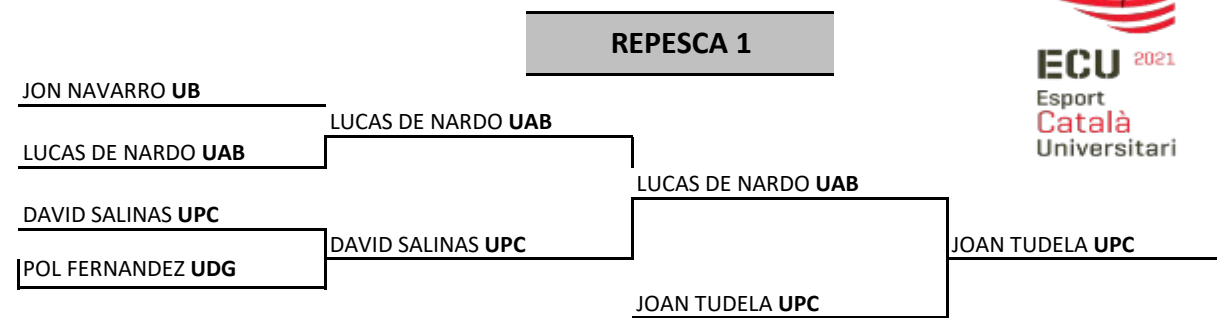 REPESCA 1
ECU 2021
Esport
Català
Universitari
JON NAVARRO UB
LUCAS DE NARDO UAB
LUCAS DE NARDO UAB
LUCAS DE NARDO UAB
DAVID SALINAS UPC
DAVID SALINAS UPC
JOAN TUDELA UPC
POL FERNANDEZ UDG
JOAN TUDELA UPC